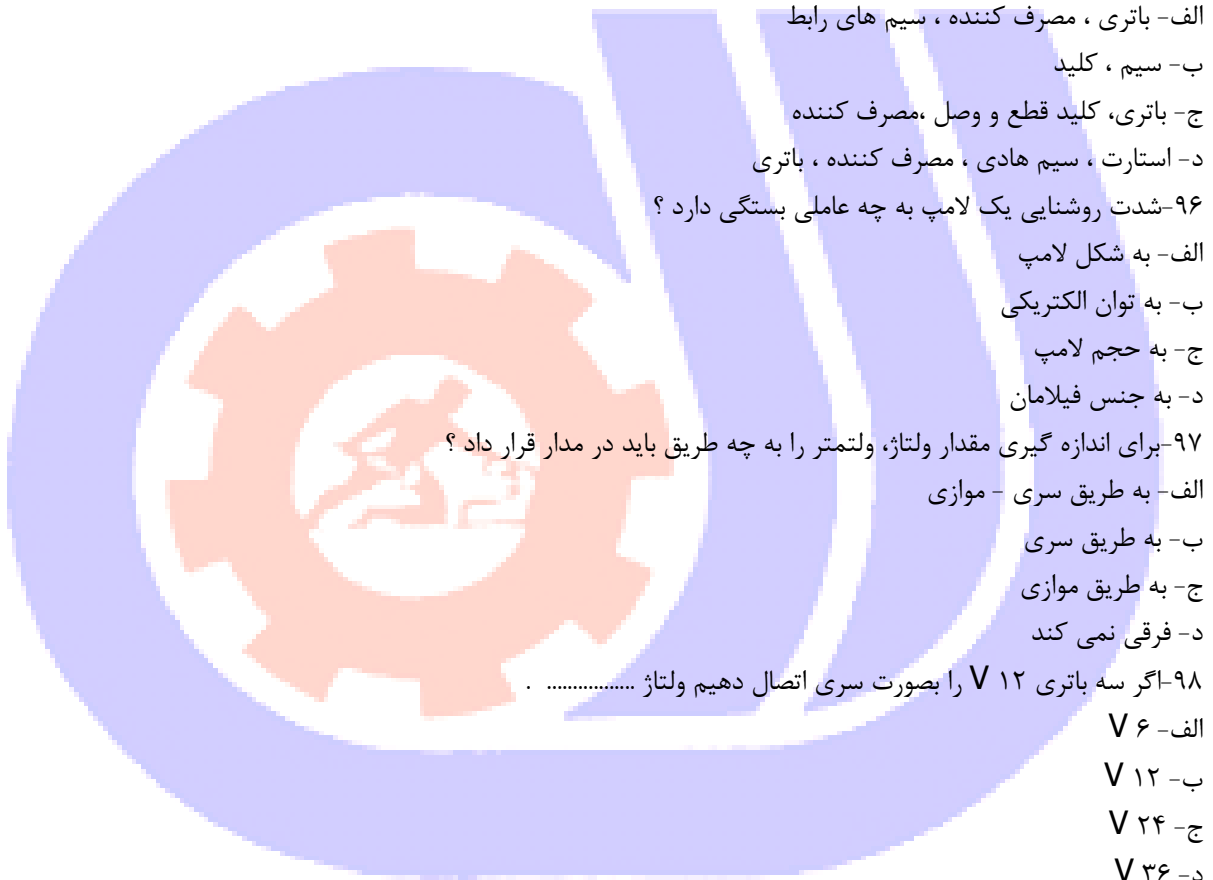 الف- باتری ، مصرف کننده ، سیم های رابط
ب- سیم ، کلید
ج- باتری، کلید قطع و وصل ،مصرف کننده
د- استارت ، سیم هادی ، مصرف کننده ، باتری
۹۶-شدت روشنایی یک لامپ به چه عاملی بستگی دارد ؟
الف- به شکل لامپ
ب- به توان الکتریکی
ج- به حجم لامپ
د- به جنس فیلامان
۹۷-برای اندازه گیری مقدار ولتاژ، ولتمتر را به چه طریق باید در مدار قرار داد ؟
الف- به طریق سری - موازی
ب- به طریق سری
ج- به طریق موازی
د- فرقی نمی کند
۹۸-اگر سه باتری ۱۲ V را بصورت سری اتصال دهیم ولتاژ ................ .
الف- ۶ V
ب- ۱۲ V
ج- ۲۴ V
د- ۳۶ V